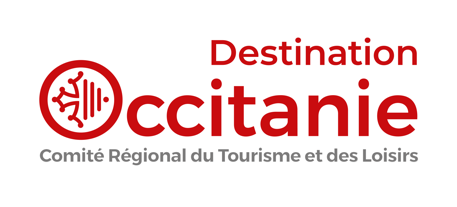 Destination
Occitanie
Comité Régional du Tourisme et des Loisirs